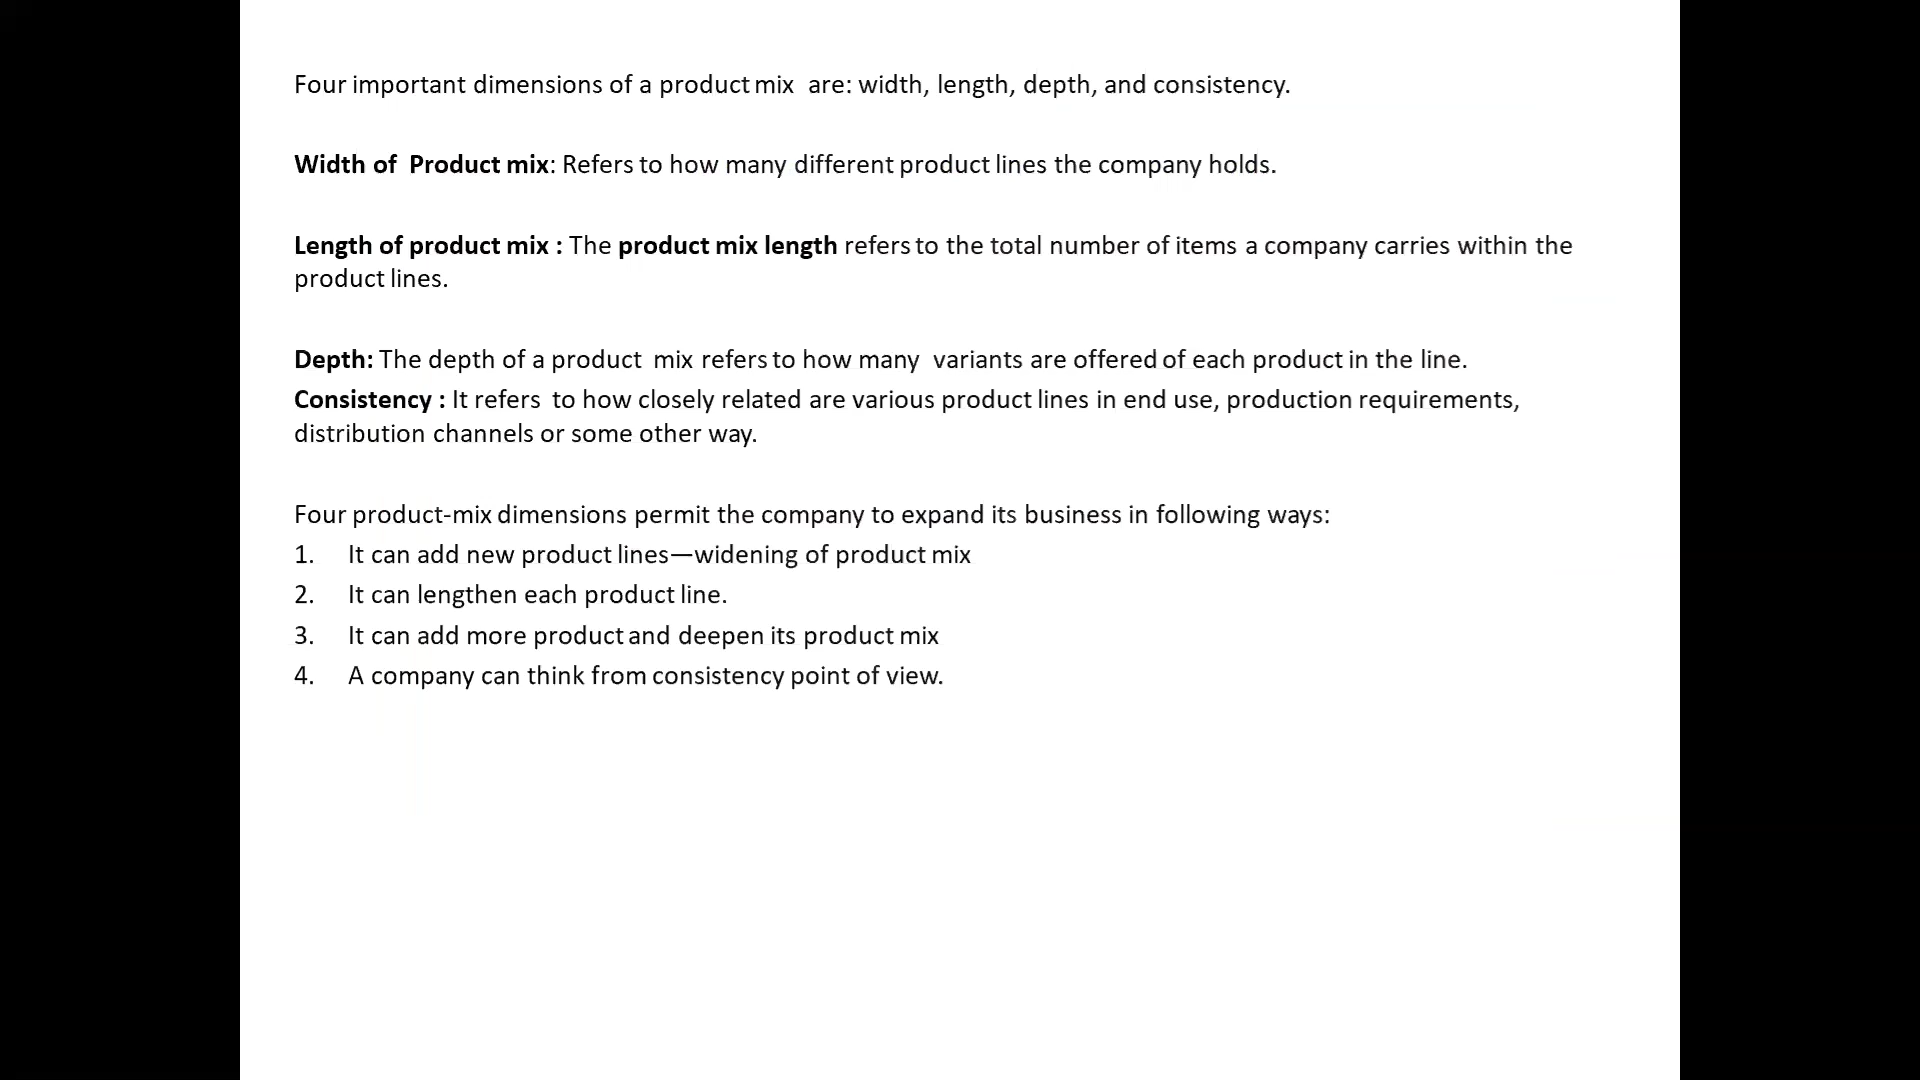 Four important dimensions of a product mix are: width, length, depth, and consistency.
Width of Product mix: Refers to how many different product lines the company holds.
Length of product mix : The product mix length refers to the total number of items a company carries within the
product lines.
Depth: The depth of a product mix refers to how many variants are offered of each product in the line.
Consistency : It refers to how closely related are various product lines in end use, production requirements,
distribution channels or some other way.
Four product-mix dimensions permit the company to expand its business in following ways:
1. It can add new product lines—widening of product mix
2. It can lengthen each product line.
3. It can add more product and deepen its product mix
4. A company can think from consistency point of view.